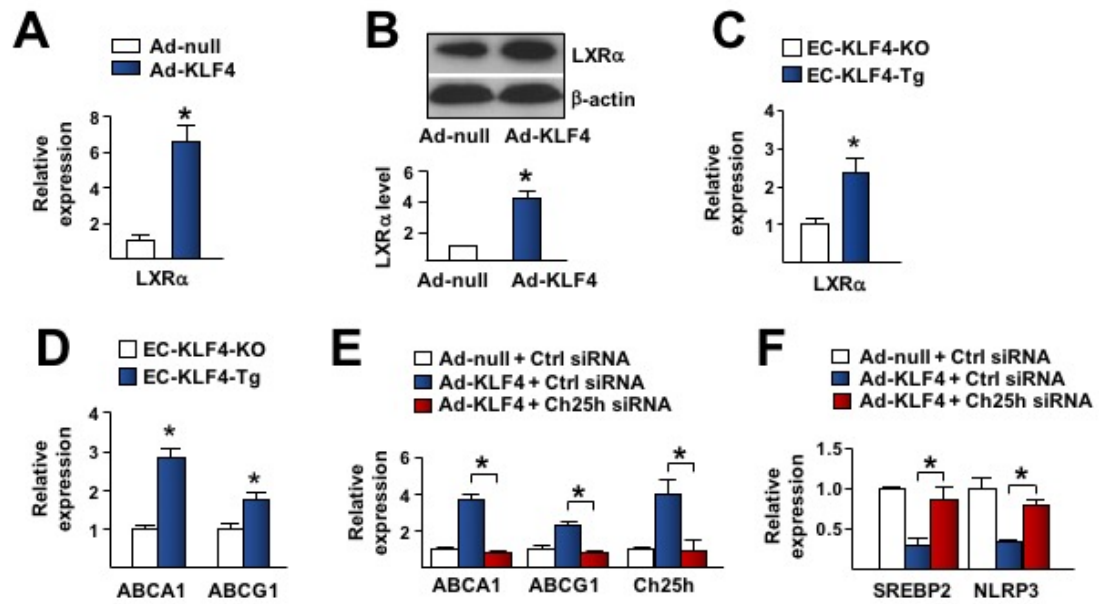 A
Ad-null
Ad-KLF4
Relative
expression
8
6
4
2
*
LXRα
B
LXRα
β-actin
Ad-null Ad-KLF4
LXRα level
6
4
2
*
Ad-null Ad-KLF4
C
EC-KLF4-KO
EC-KLF4-Tg
Relative
expression
4
3
2
1
*
LXRα
D
EC-KLF4-KO
EC-KLF4-Tg
Relative
expression
4
3
2
1
* *
ABCA1 ABCG1
E
Ad-null + Ctrl siRNA
Ad-KLF4 + Ctrl siRNA
Ad-KLF4 + Ch25h siRNA
Relative
expression
6
4
2
* * *
ABCA1 ABCG1 Ch25h
F
Ad-null + Ctrl siRNA
Ad-KLF4 + Ctrl siRNA
Ad-KLF4 + Ch25h siRNA
Relative
expression
1.5
1.0
0.5
* *
SREBP2 NLRP3